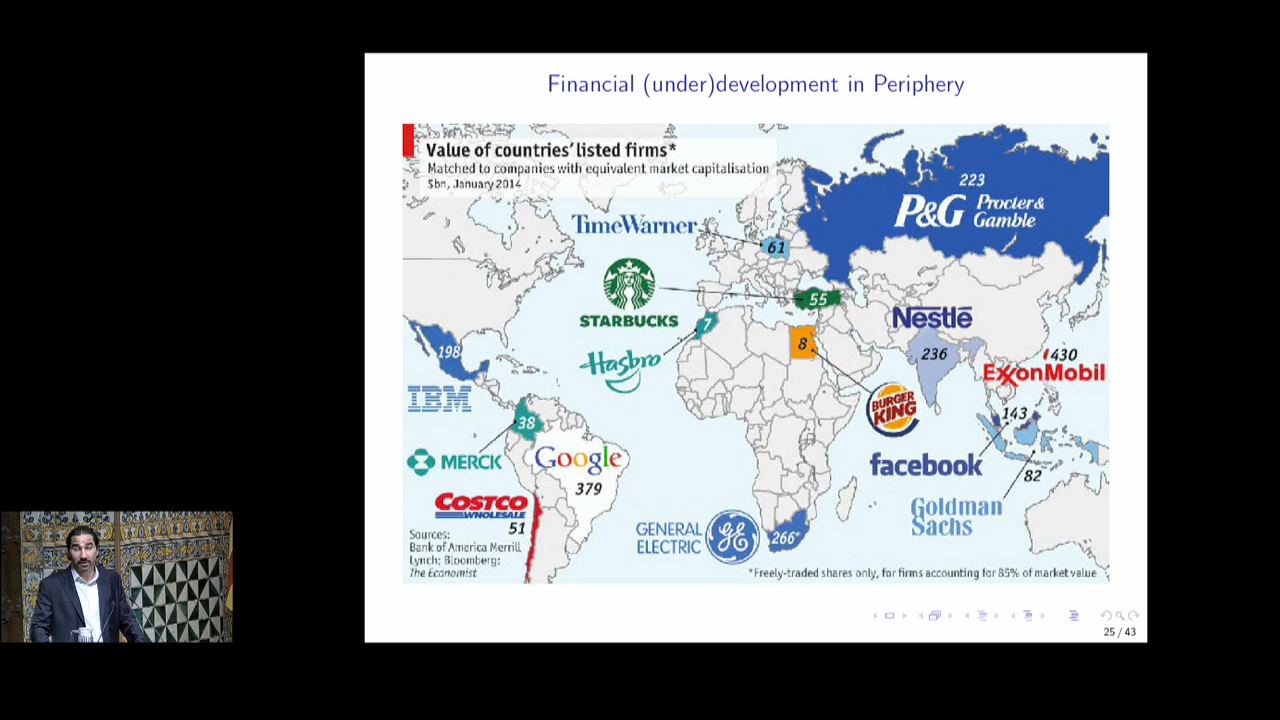 Financial (under)development in Periphery
Value of countries' listed firms*
Matched to companies with equivalent market capitalisation
$bn, January 2014
223
P&G Procter & Gamble
TimeWarner
61
STARBUCKS
55
7
Hasbro
8
BURGER KING
Nestlé
236
430
ExxonMobil
198
IBM
143
38
MERCK
Google
379
facebook
82
Goldman
Sachs
COSTCO
WHOLESALE
51
GENERAL
ELECTRIC
GE
266
Sources:
Bank of America Merrill
Lynch; Bloomberg;
The Economist
*Freely-traded shares only, for firms accounting for 85% of market value
25 / 43